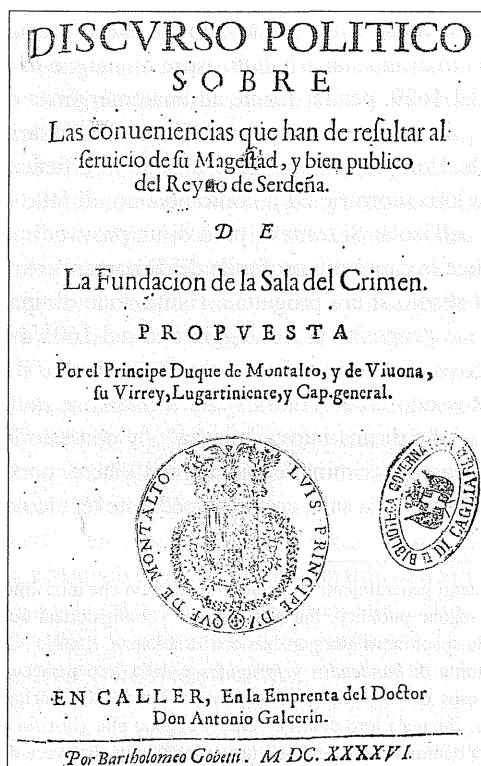 DISCVRSO POLITICO
SOBRE
Las conueniencias que han de resultar al
seruicio de su Magestad, y bien publico
del Reyno de Serdeña.
DE
La Fundacion de la Sala del Crimen.
PROPVESTA
Por el Principe Duque de Montalto, y de Viuona,
su Virrey, Lugartiniente, y Cap. general.
VIS PRINCIPE D
QVE DE MONTALTO
BIBLIOTECA GOVERNATIVA
DI CAGLIARI
EN CALLER, En la Emprenta del Doctor
Don Antonio Galcerin.
Por Bartholomeo Gobetti. M DC. XXXXVI.